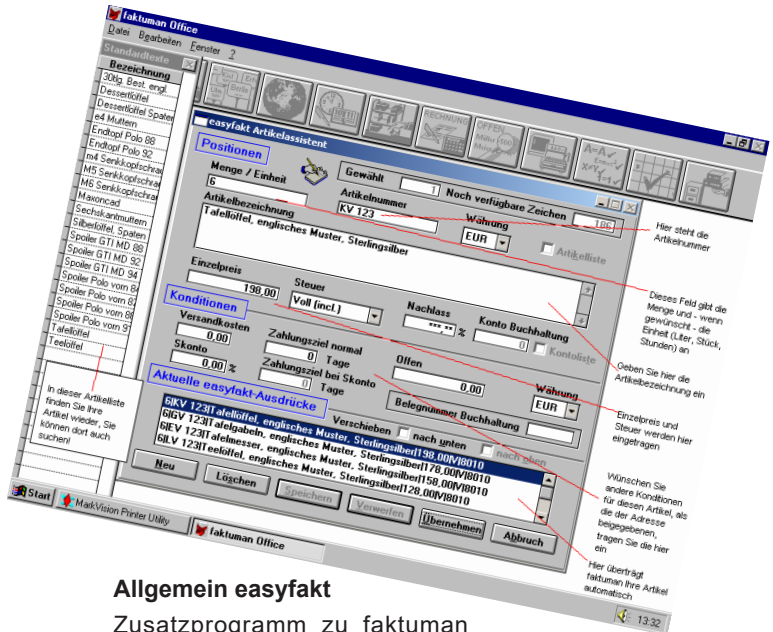 faktuman Office
Datei Bearbeiten Fenster ?
Standardtexte
Bezeichnung
30tlg. Best. engl.
Dessertlöffel
Dessertlöffel Spaten
e4 Muttern
Endtopf Polo 88
Endtopf Polo 92
m4 Senkkopfschrau
M5 Senkkopfschrau
M6 Senkkopfschrau
Maxoncad
Sechskantmuttern
Silberlöffel, Spaten
Spoiler GTI MD 88
Spoiler GTI MD 92
Spoiler GTI MD 94
Spoiler Polo vorn 84
Spoiler Polo vorn
Spoiler Polo vorn
Spoiler Polo vorn
Tafellöffel
Teelöffel
In dieser Artikelliste
finden Sie Ihre
Artikel wieder, Sie
können dort auch
suchen!
Berlin
RECHNUNG
OFFEN
easyfakt Artikelassistent
Positionen
Gewählt 1 Noch verfügbare Zeichen 186
Menge / Einheit Artikelnummer Währung
6 KV 123 EUR Artikelliste
Artikelbezeichnung
Tafellöffel, englisches Muster, Sterlingsilber
Einzelpreis Steuer Nachlass Konto Buchhaltung
198,00 Voll (incl.) ***,** % 0 Kontoliste
Konditionen
Versandkosten Zahlungsziel normal Offen Währung
0,00 0 Tage 0,00 EUR
Skonto Zahlungsziel bei Skonto Belegnummer Buchhaltung
0,00 % 0 Tage
Aktuelle easyfakt-Ausdrücke
Verschieben nach unten nach oben
6|KV 123|Tafellöffel, englisches Muster, Sterlingsilber|198,00|V|8010
6|GV 123|Tafelgabeln, englisches Muster, Sterlingsilber|178,00|V|8010
6|EV 123|Tafelmesser, englisches Muster, Sterlingsilber|158,00|V|8010
6|LV 123|Teelöffel, englisches Muster, Sterlingsilber|128,00|V|8010
Neu Löschen Speichern Verwerfen Übernehmen Abbruch
Hier steht die
Artikelnummer
Dieses Feld gibt die
Menge und - wenn
gewünscht - die
Einheit (Liter, Stück,
Stunden) an
Geben Sie hier die
Artikelbezeichnung ein
Einzelpreis und
Steuer werden hier
eingetragen
Wünschen Sie
andere Konditionen
für diesen Artikel, als
die der Adresse
beigegebenen,
tragen Sie die hier
ein
Hier überträgt
faktuman Ihre Artikel
automatisch
Start MarkVision Printer Utility faktuman Office 13:32
Allgemein easyfakt
Zusatzprogramm zu faktuman